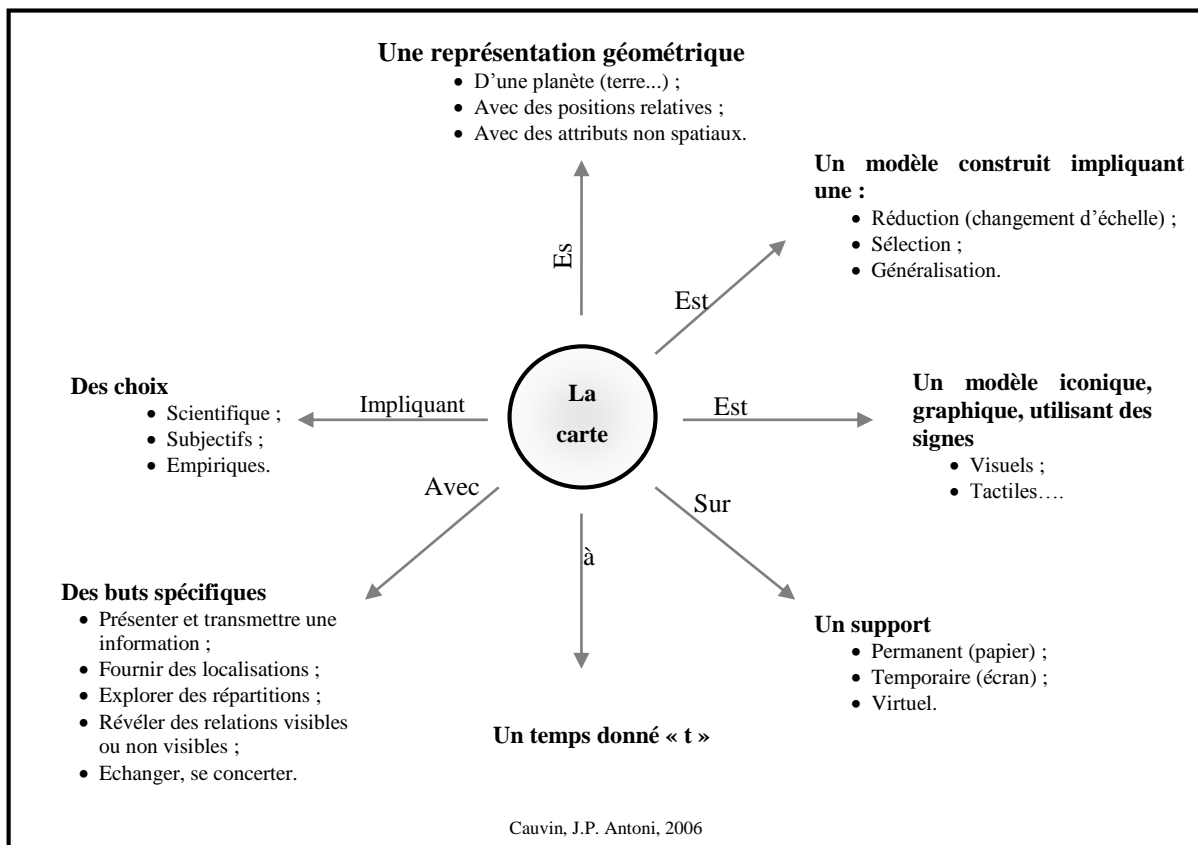 Une représentation géométrique
• D'une planète (terre...) ;
• Avec des positions relatives ;
• Avec des attributs non spatiaux.
Es
Un modèle construit impliquant
une :
• Réduction (changement d'échelle) ;
• Sélection ;
• Généralisation.
Est
La
carte
Est
Un modèle iconique,
graphique, utilisant des
signes
• Visuels ;
• Tactiles….
Impliquant
Des choix
• Scientifique ;
• Subjectifs ;
• Empiriques.
Avec
Des buts spécifiques
• Présenter et transmettre une
information ;
• Fournir des localisations ;
• Explorer des répartitions ;
• Révéler des relations visibles
ou non visibles ;
• Echanger, se concerter.
à
Un temps donné « t »
Sur
Un support
• Permanent (papier) ;
• Temporaire (écran) ;
• Virtuel.
Cauvin, J.P. Antoni, 2006